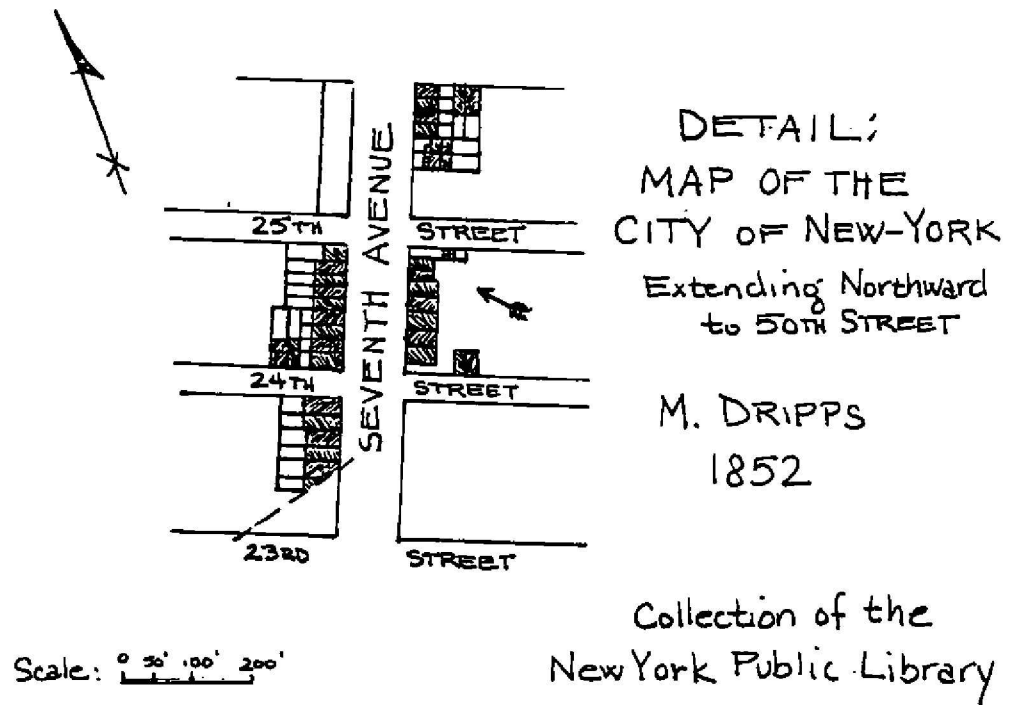 DETAIL:
MAP OF THE
CITY OF NEW-YORK
Extending Northward
to 50TH STREET
M. DRIPPS
1852
SEVENTH AVENUE
25TH STREET
24TH STREET
23RD STREET
Collection of the
New York Public Library
Scale: 0 50' 100' 200'